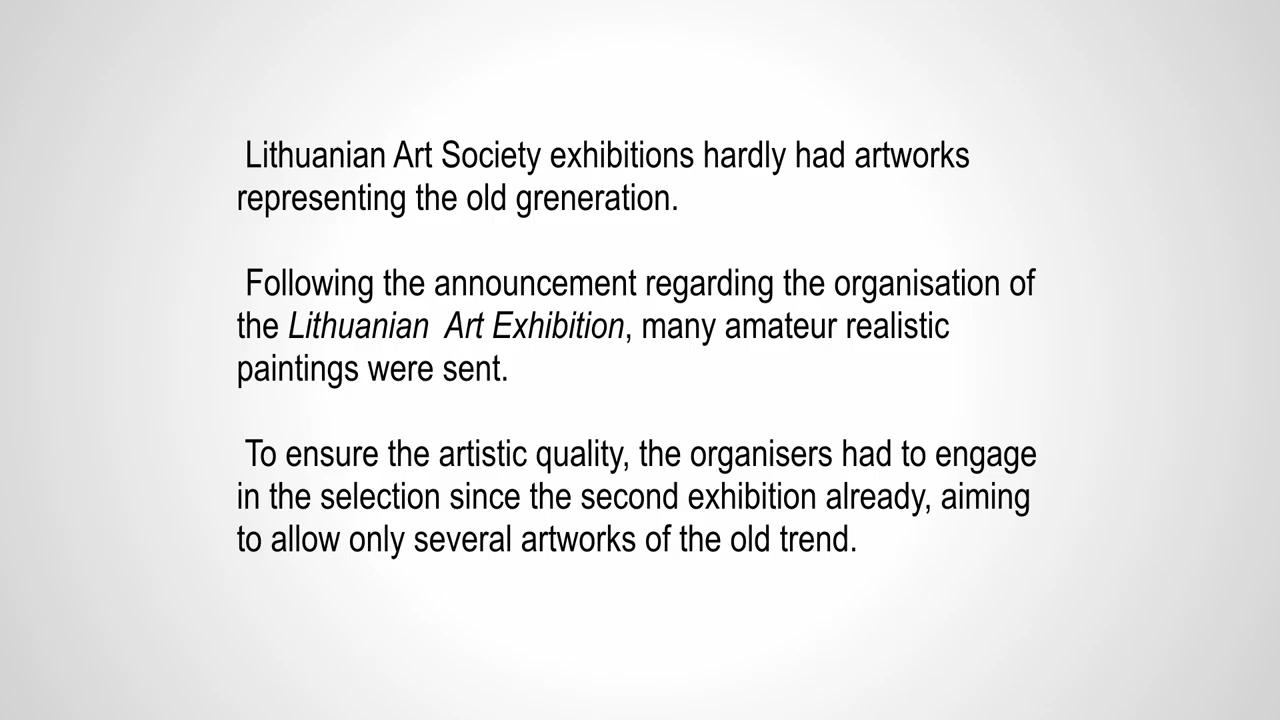 Lithuanian Art Society exhibitions hardly had artworks
representing the old greneration.
Following the announcement regarding the organisation of
the Lithuanian Art Exhibition, many amateur realistic
paintings were sent.
To ensure the artistic quality, the organisers had to engage
in the selection since the second exhibition already, aiming
to allow only several artworks of the old trend.